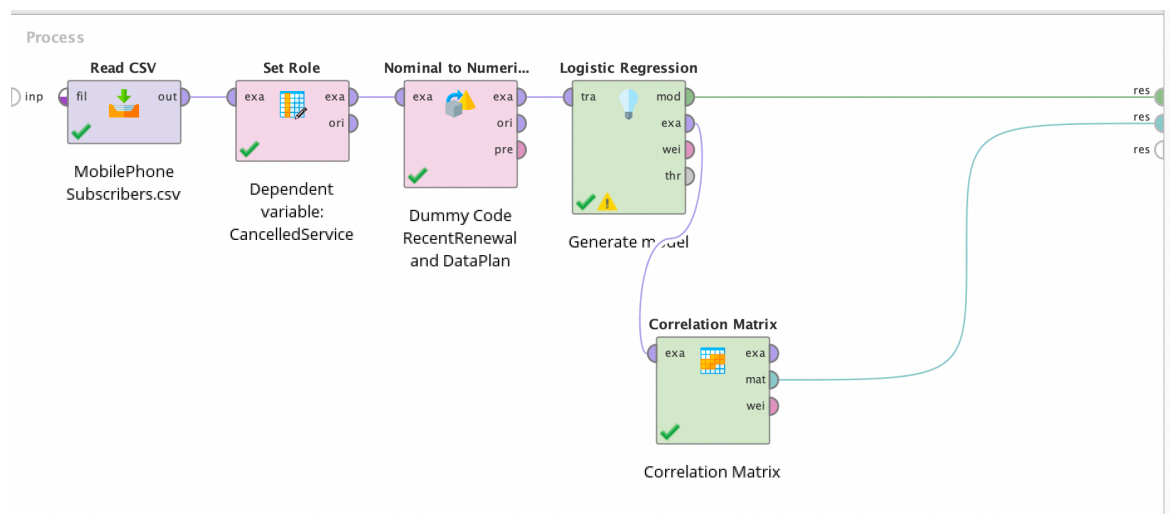 Process
Read CSV
Set Role
Nominal to Numeri...
Logistic Regression
inp
fil
out
exa
exa
ori
exa
exa
ori
pre
tra
mod
exa
wei
thr
res
res
res
MobilePhone
Subscribers.csv
Dependent
variable:
CancelledService
Dummy Code
RecentRenewal
and DataPlan
Generate model
Correlation Matrix
exa
exa
mat
wei
Correlation Matrix